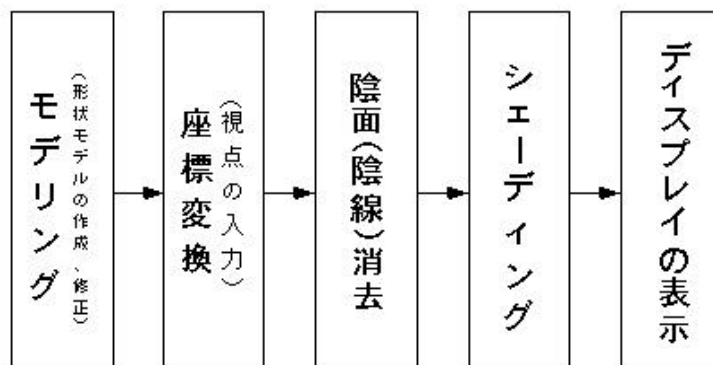 モデリング
(形状モデルの作成、修正)
座標変換
(視点の入力)
陰面(陰線)消去
シェーディング
ディスプレイの表示